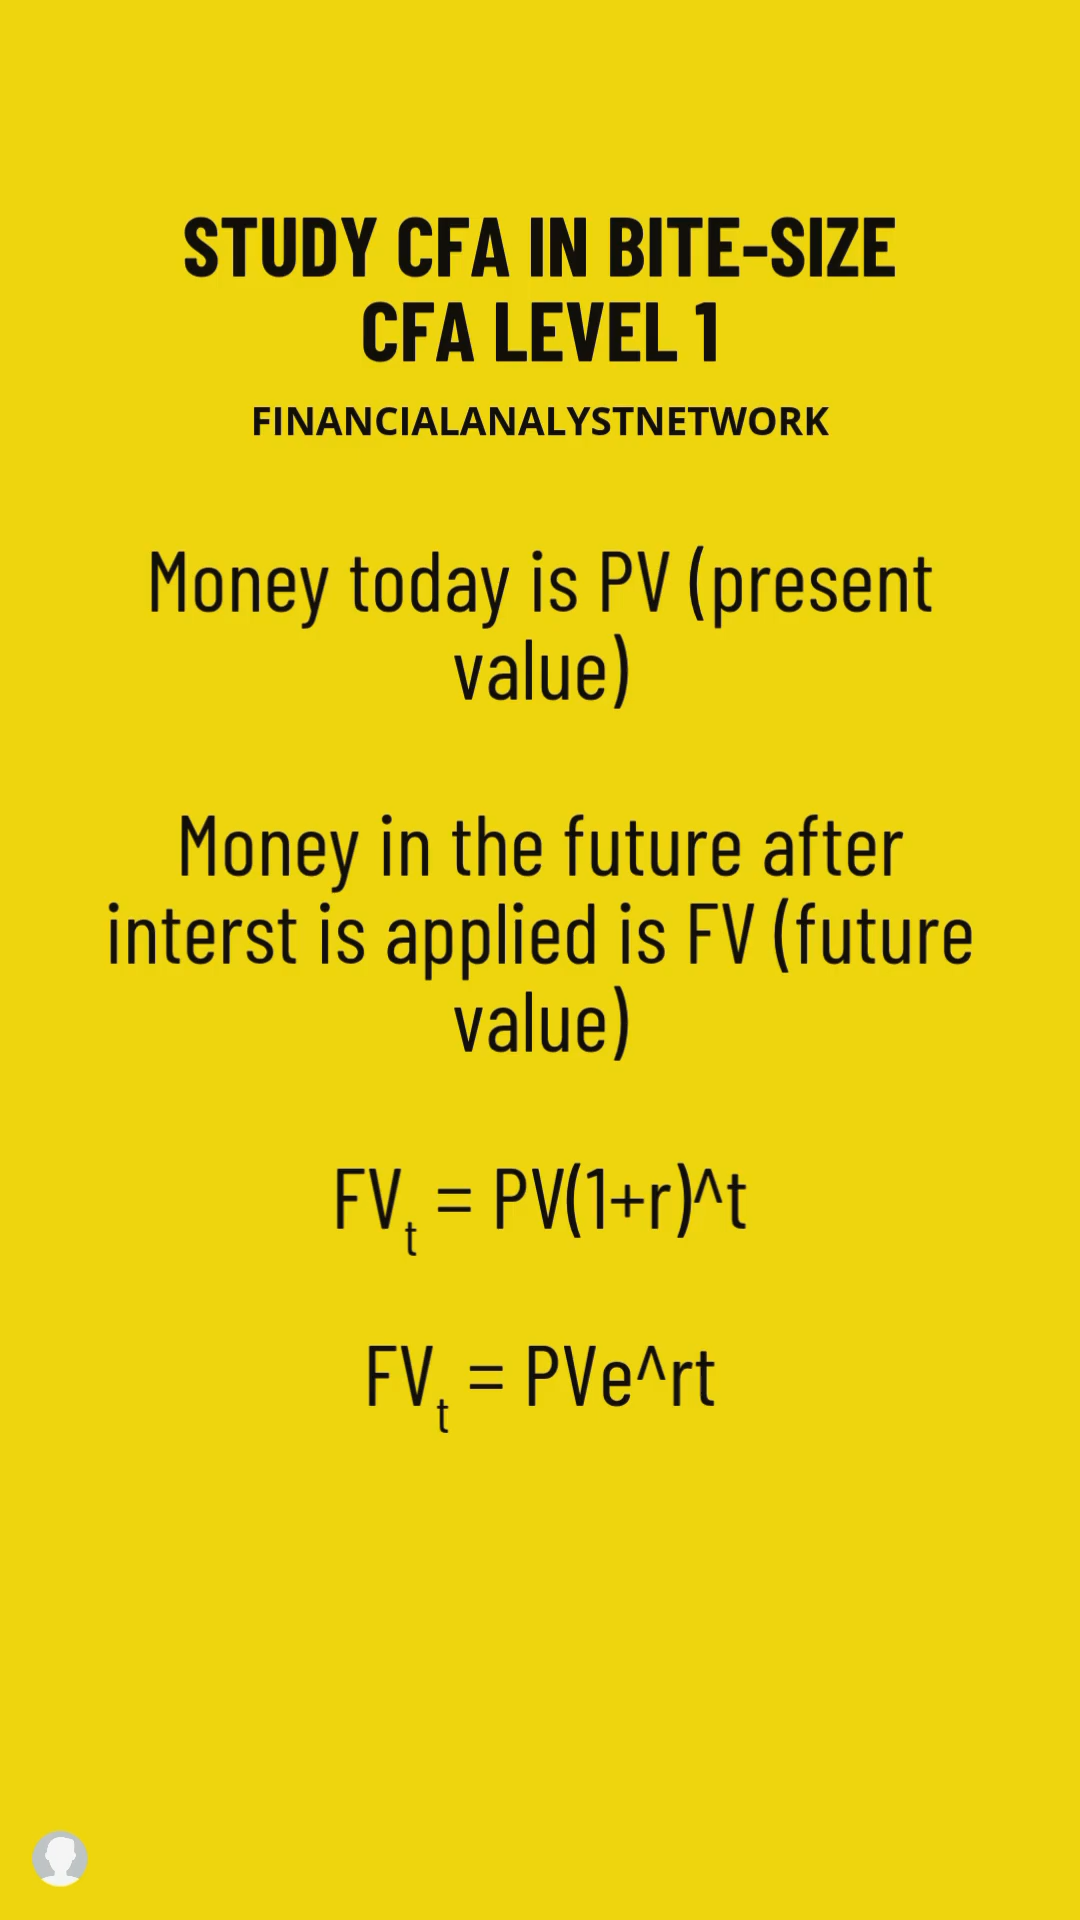 STUDY CFA IN BITE-SIZE
CFA LEVEL 1
FINANCIALANALYSTNETWORK
Money today is PV (present
value)
Money in the future after
interst is applied is FV (future
value)
FVₜ = PV(1+r)^t
FVₜ = PVe^rt